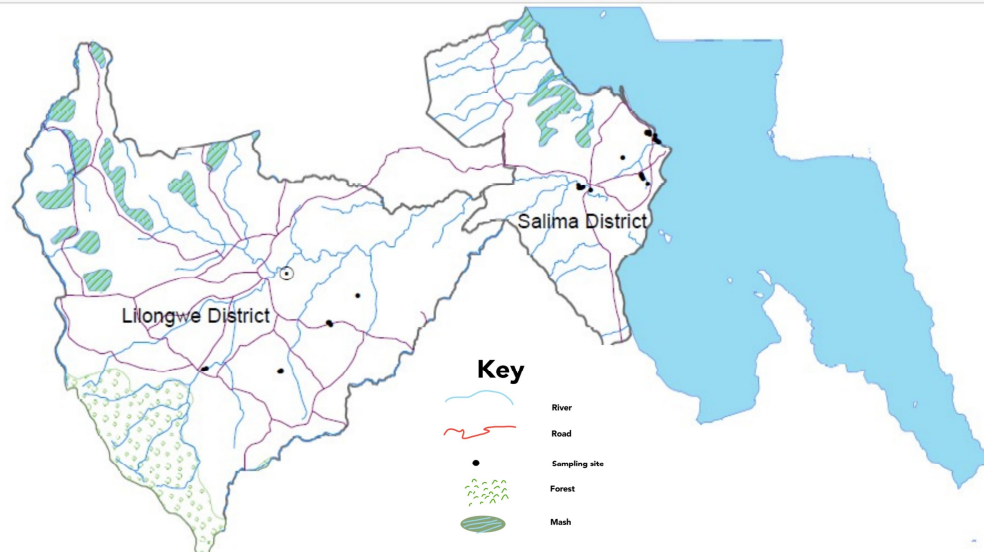 Salima District
Lilongwe District
Key
River
Road
Sampling site
Forest
Mash